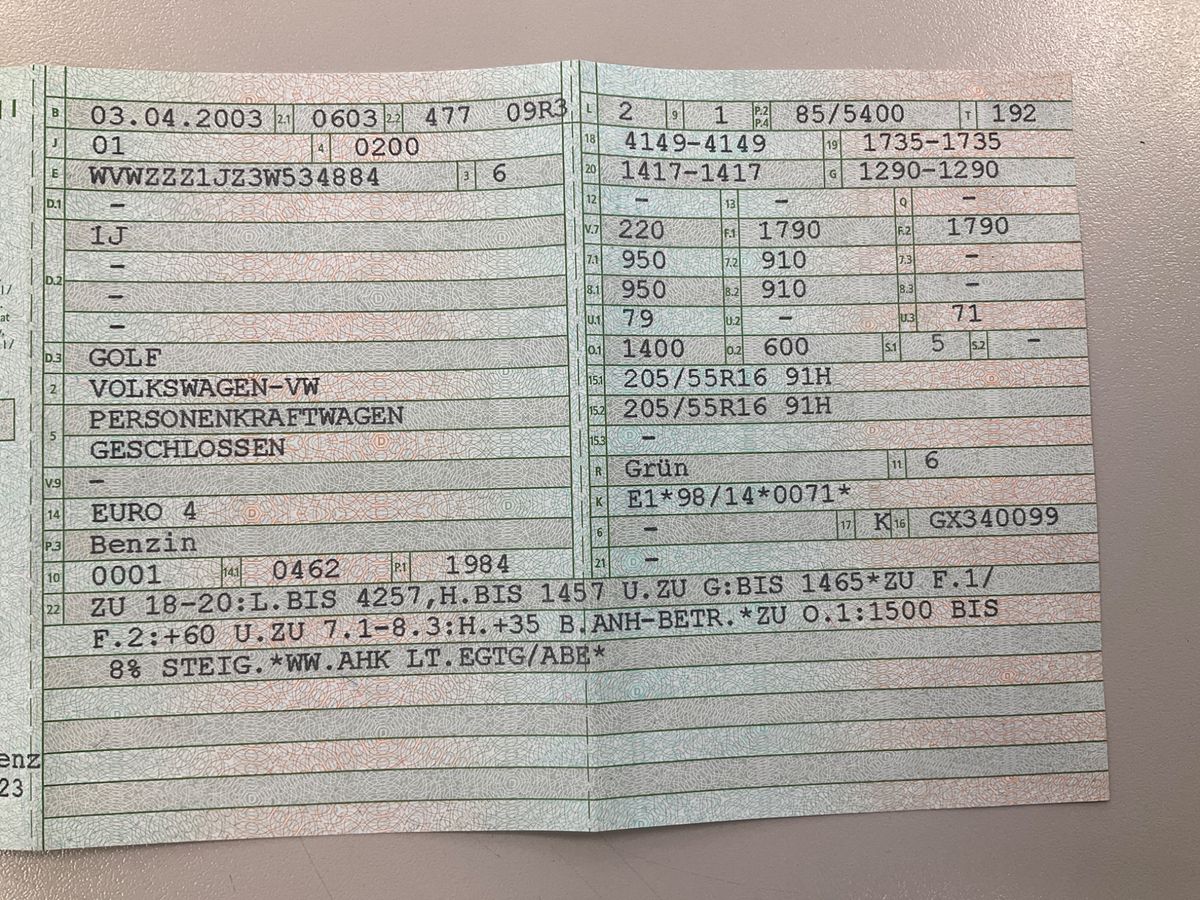 B 03.04.2003 2.1 0603 2.2 477 09R3
J 01 4 0200
E WVWZZZ1JZ3W534884 3 6
D.1 –
1J
D.2 –
–
–
D.3 GOLF
2 VOLKSWAGEN-VW
5 PERSONENKRAFTWAGEN
GESCHLOSSEN
V.9 –
14 EURO 4
P.3 Benzin
10 0001 14.1 0462 P.1 1984
L 2 9 1 P.2 P.4 85/5400 T 192
18 4149-4149 19 1735-1735
20 1417-1417 G 1290-1290
12 – 13 – Q –
V.7 220 F.1 1790 F.2 1790
7.1 950 7.2 910 7.3 –
8.1 950 8.2 910 8.3 –
U.1 79 U.2 – U.3 71
O.1 1400 O.2 600 S.1 5 S.2 –
15.1 205/55R16 91H
15.2 205/55R16 91H
15.3 –
R Grün 11 6
K E1*98/14*0071*
6 – 17 K 16 GX340099
21 –
22 ZU 18-20:L.BIS 4257,H.BIS 1457 U.ZU G:BIS 1465*ZU F.1/
F.2:+60 U.ZU 7.1-8.3:H.+35 B.ANH-BETR.*ZU O.1:1500 BIS
8% STEIG.*WW.AHK LT.EGTG/ABE*
enz
23